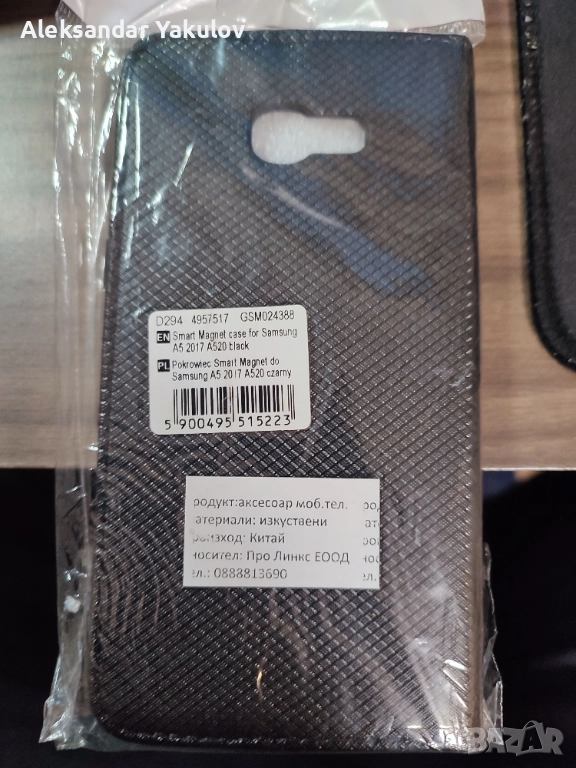 Aleksandar Yakulov
D294 4957517 GSM024388
EN Smart Magnet case for Samsung
A5 2017 A520 black
PL Pokrowiec Smart Magnet do
Samsung A5 2017 A520 czarny
5 900495 515223
родукт:аксесоар моб.тел.
атериали: изкуствени
роизход: Китай
носител: Про Линкс ЕООД
ел.: 0888813690
BAZAR